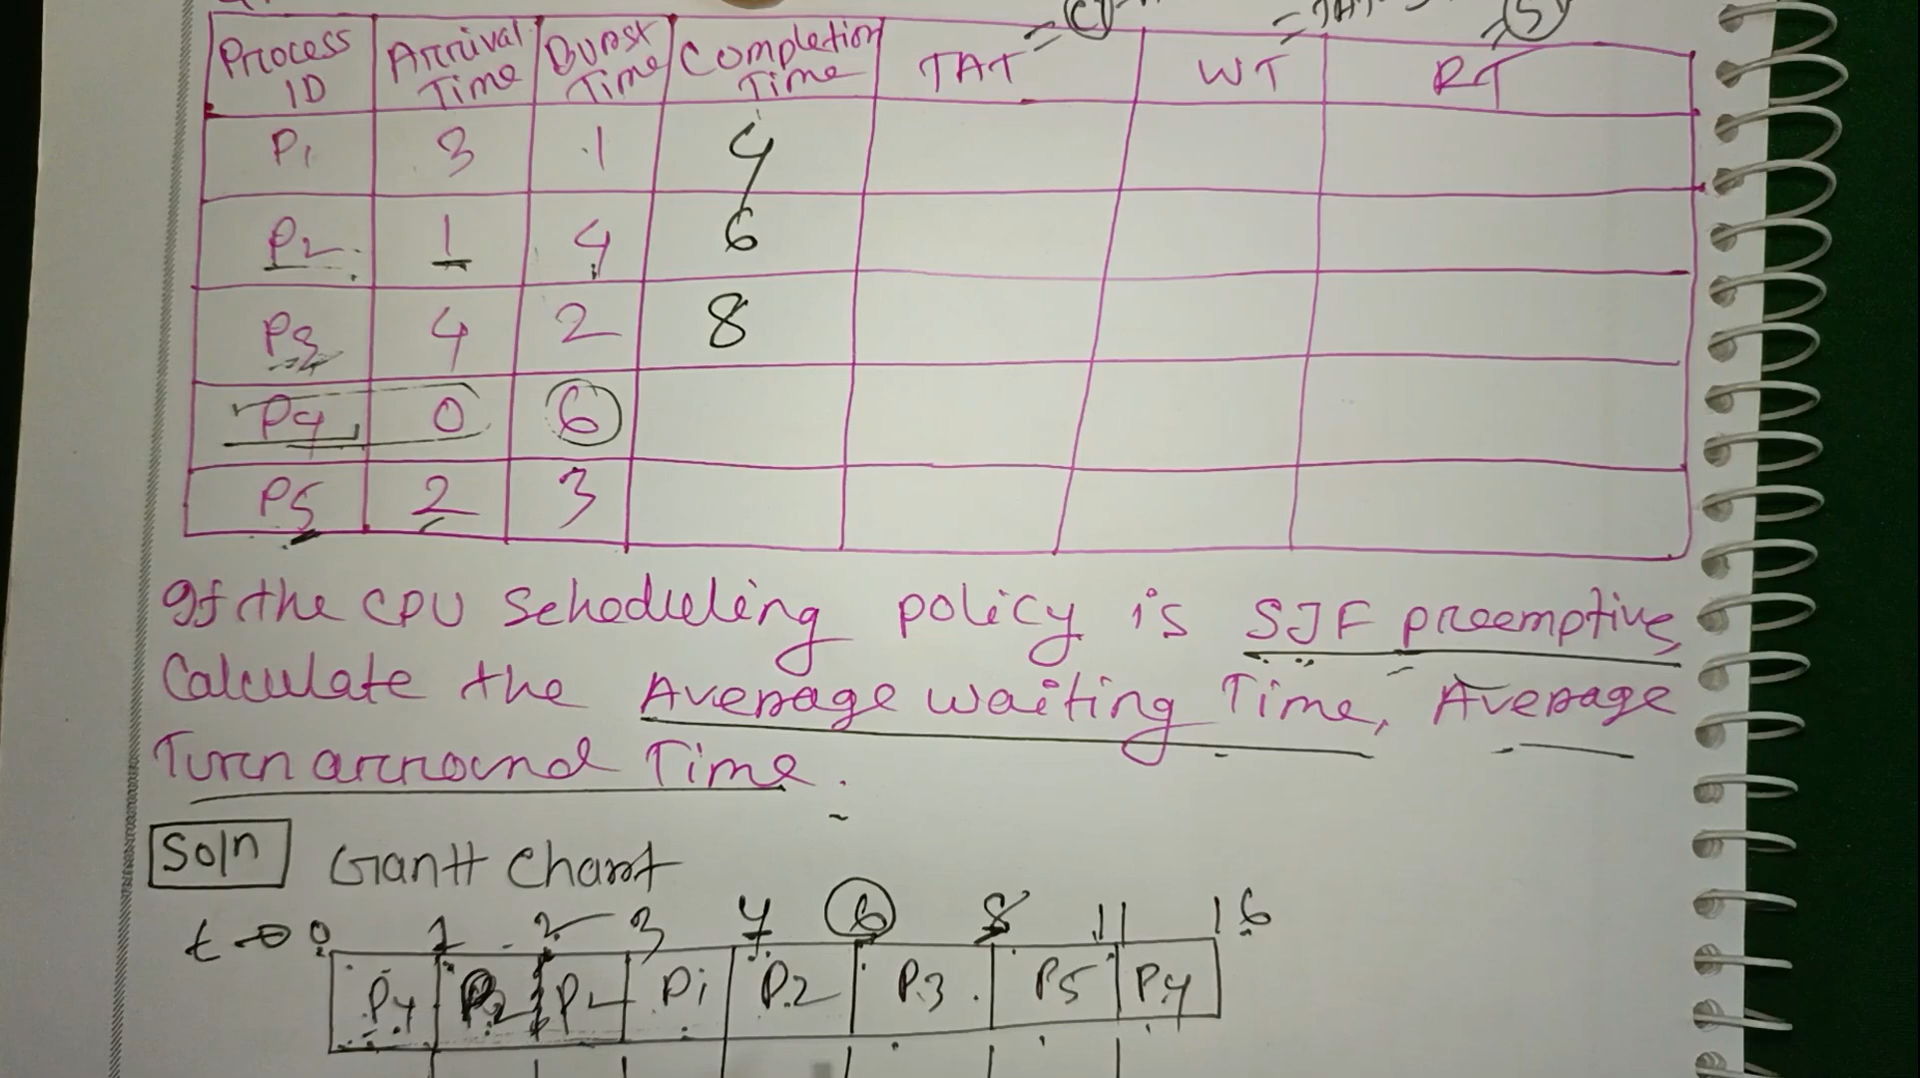 Process ID | Arrival Time | Burst Time | Completion Time | TAT | WT | RT
P1 | 3 | 1 | 4
P2 | 1 | 4 | 6
P3 | 4 | 2 | 8
P4 | 0 | 6
P5 | 2 | 3
If the CPU Scheduling policy is SJF preemptive,
Calculate the Average waiting Time, Average
Turn around Time.
Soln Gantt Chart
t→ 0 1 2 3 4 6 8 11 16
P4 P2 P2 P1 P2 P3 P5 P4